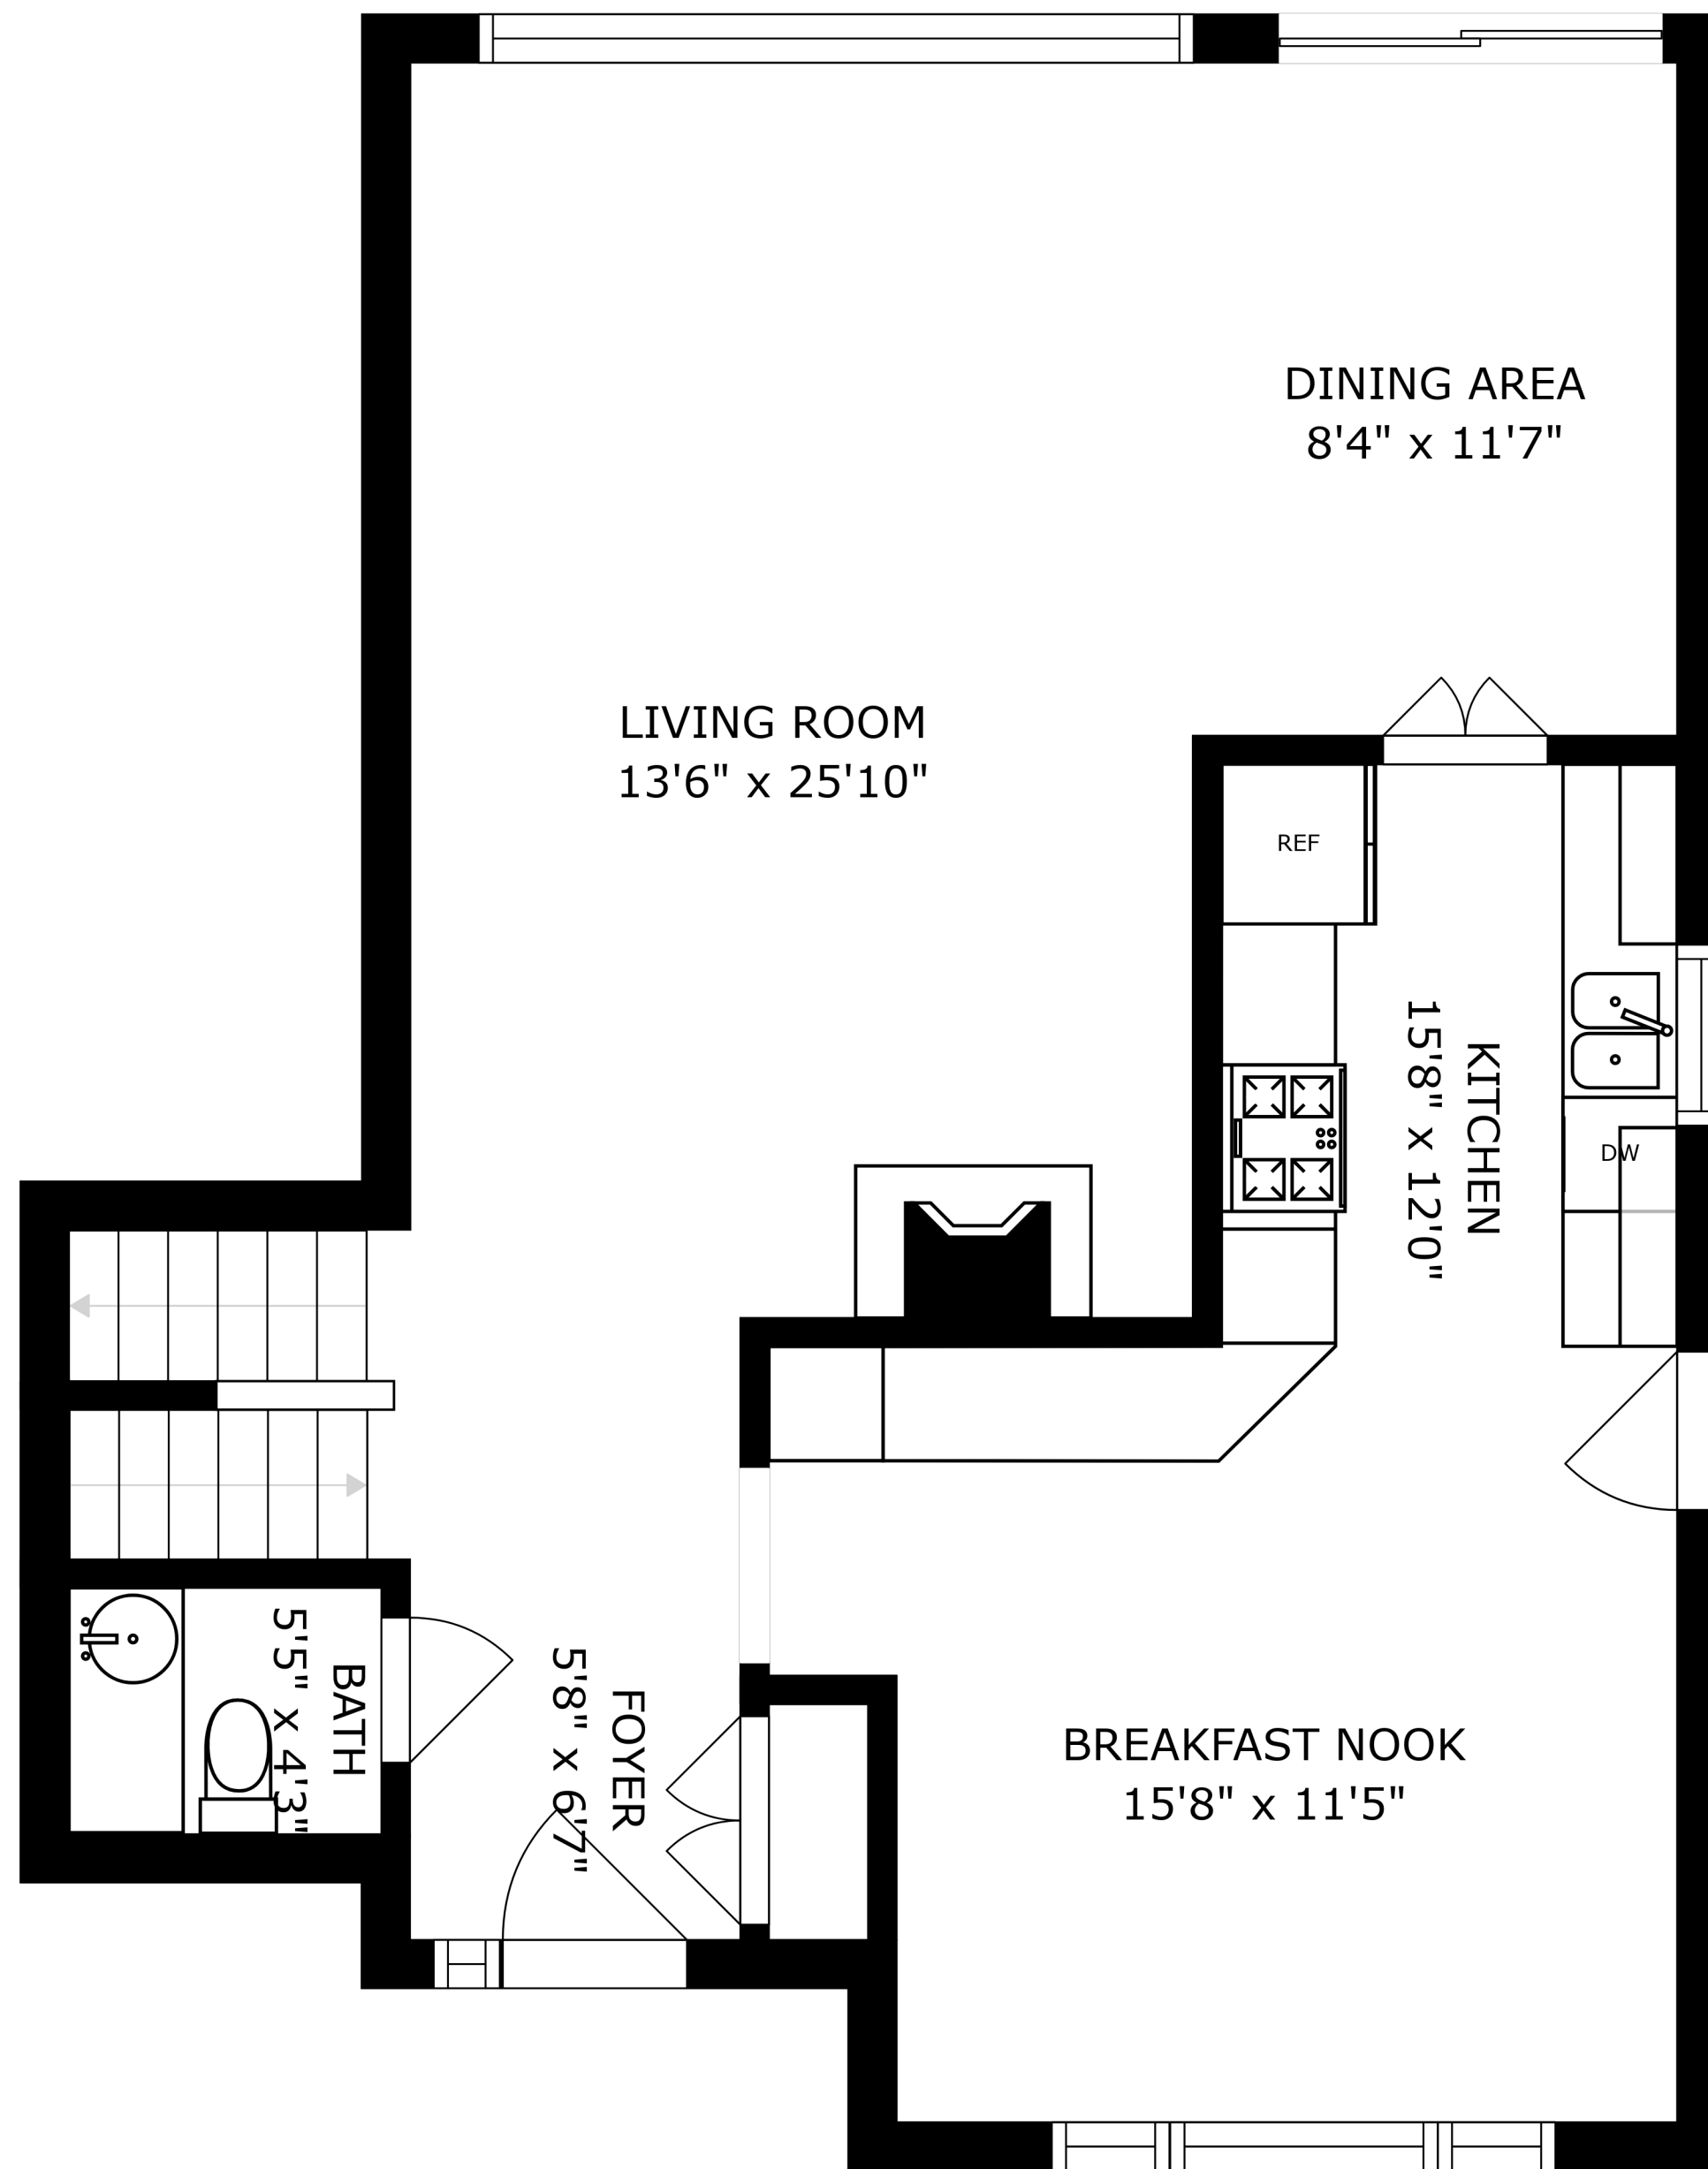 DINING AREA
8'4" x 11'7"
LIVING ROOM
13'6" x 25'10"
REF
KITCHEN
15'8" x 12'0"
DW
BATH
5'5" x 4'3"
FOYER
5'8" x 6'7"
BREAKFAST NOOK
15'8" x 11'5"